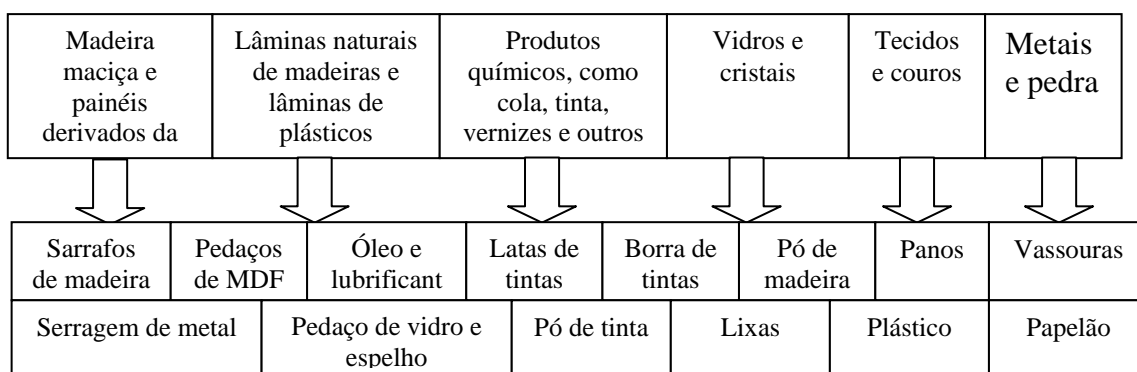 Madeira
maciça e
painéis
derivados da
Lâminas naturais
de madeiras e
lâminas de
plásticos
Produtos
químicos, como
cola, tinta,
vernizes e outros
Vidros e
cristais
Tecidos
e couros
Metais
e pedra
Sarrafos
de madeira
Pedaços
de MDF
Óleo e
lubrificant
Latas de
tintas
Borra de
tintas
Pó de
madeira
Panos
Vassouras
Serragem de metal
Pedaço de vidro e
espelho
Pó de tinta
Lixas
Plástico
Papelão